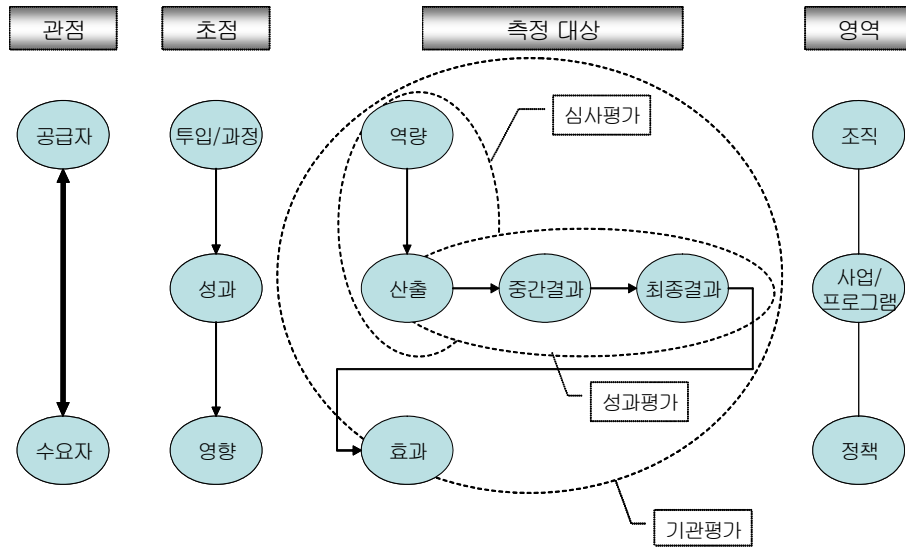 관점
초점
측정 대상
영역
심사평가
공급자
투입/과정
역량
조직
성과
산출
중간결과
최종결과
사업/
프로그램
성과평가
수요자
영향
효과
정책
기관평가